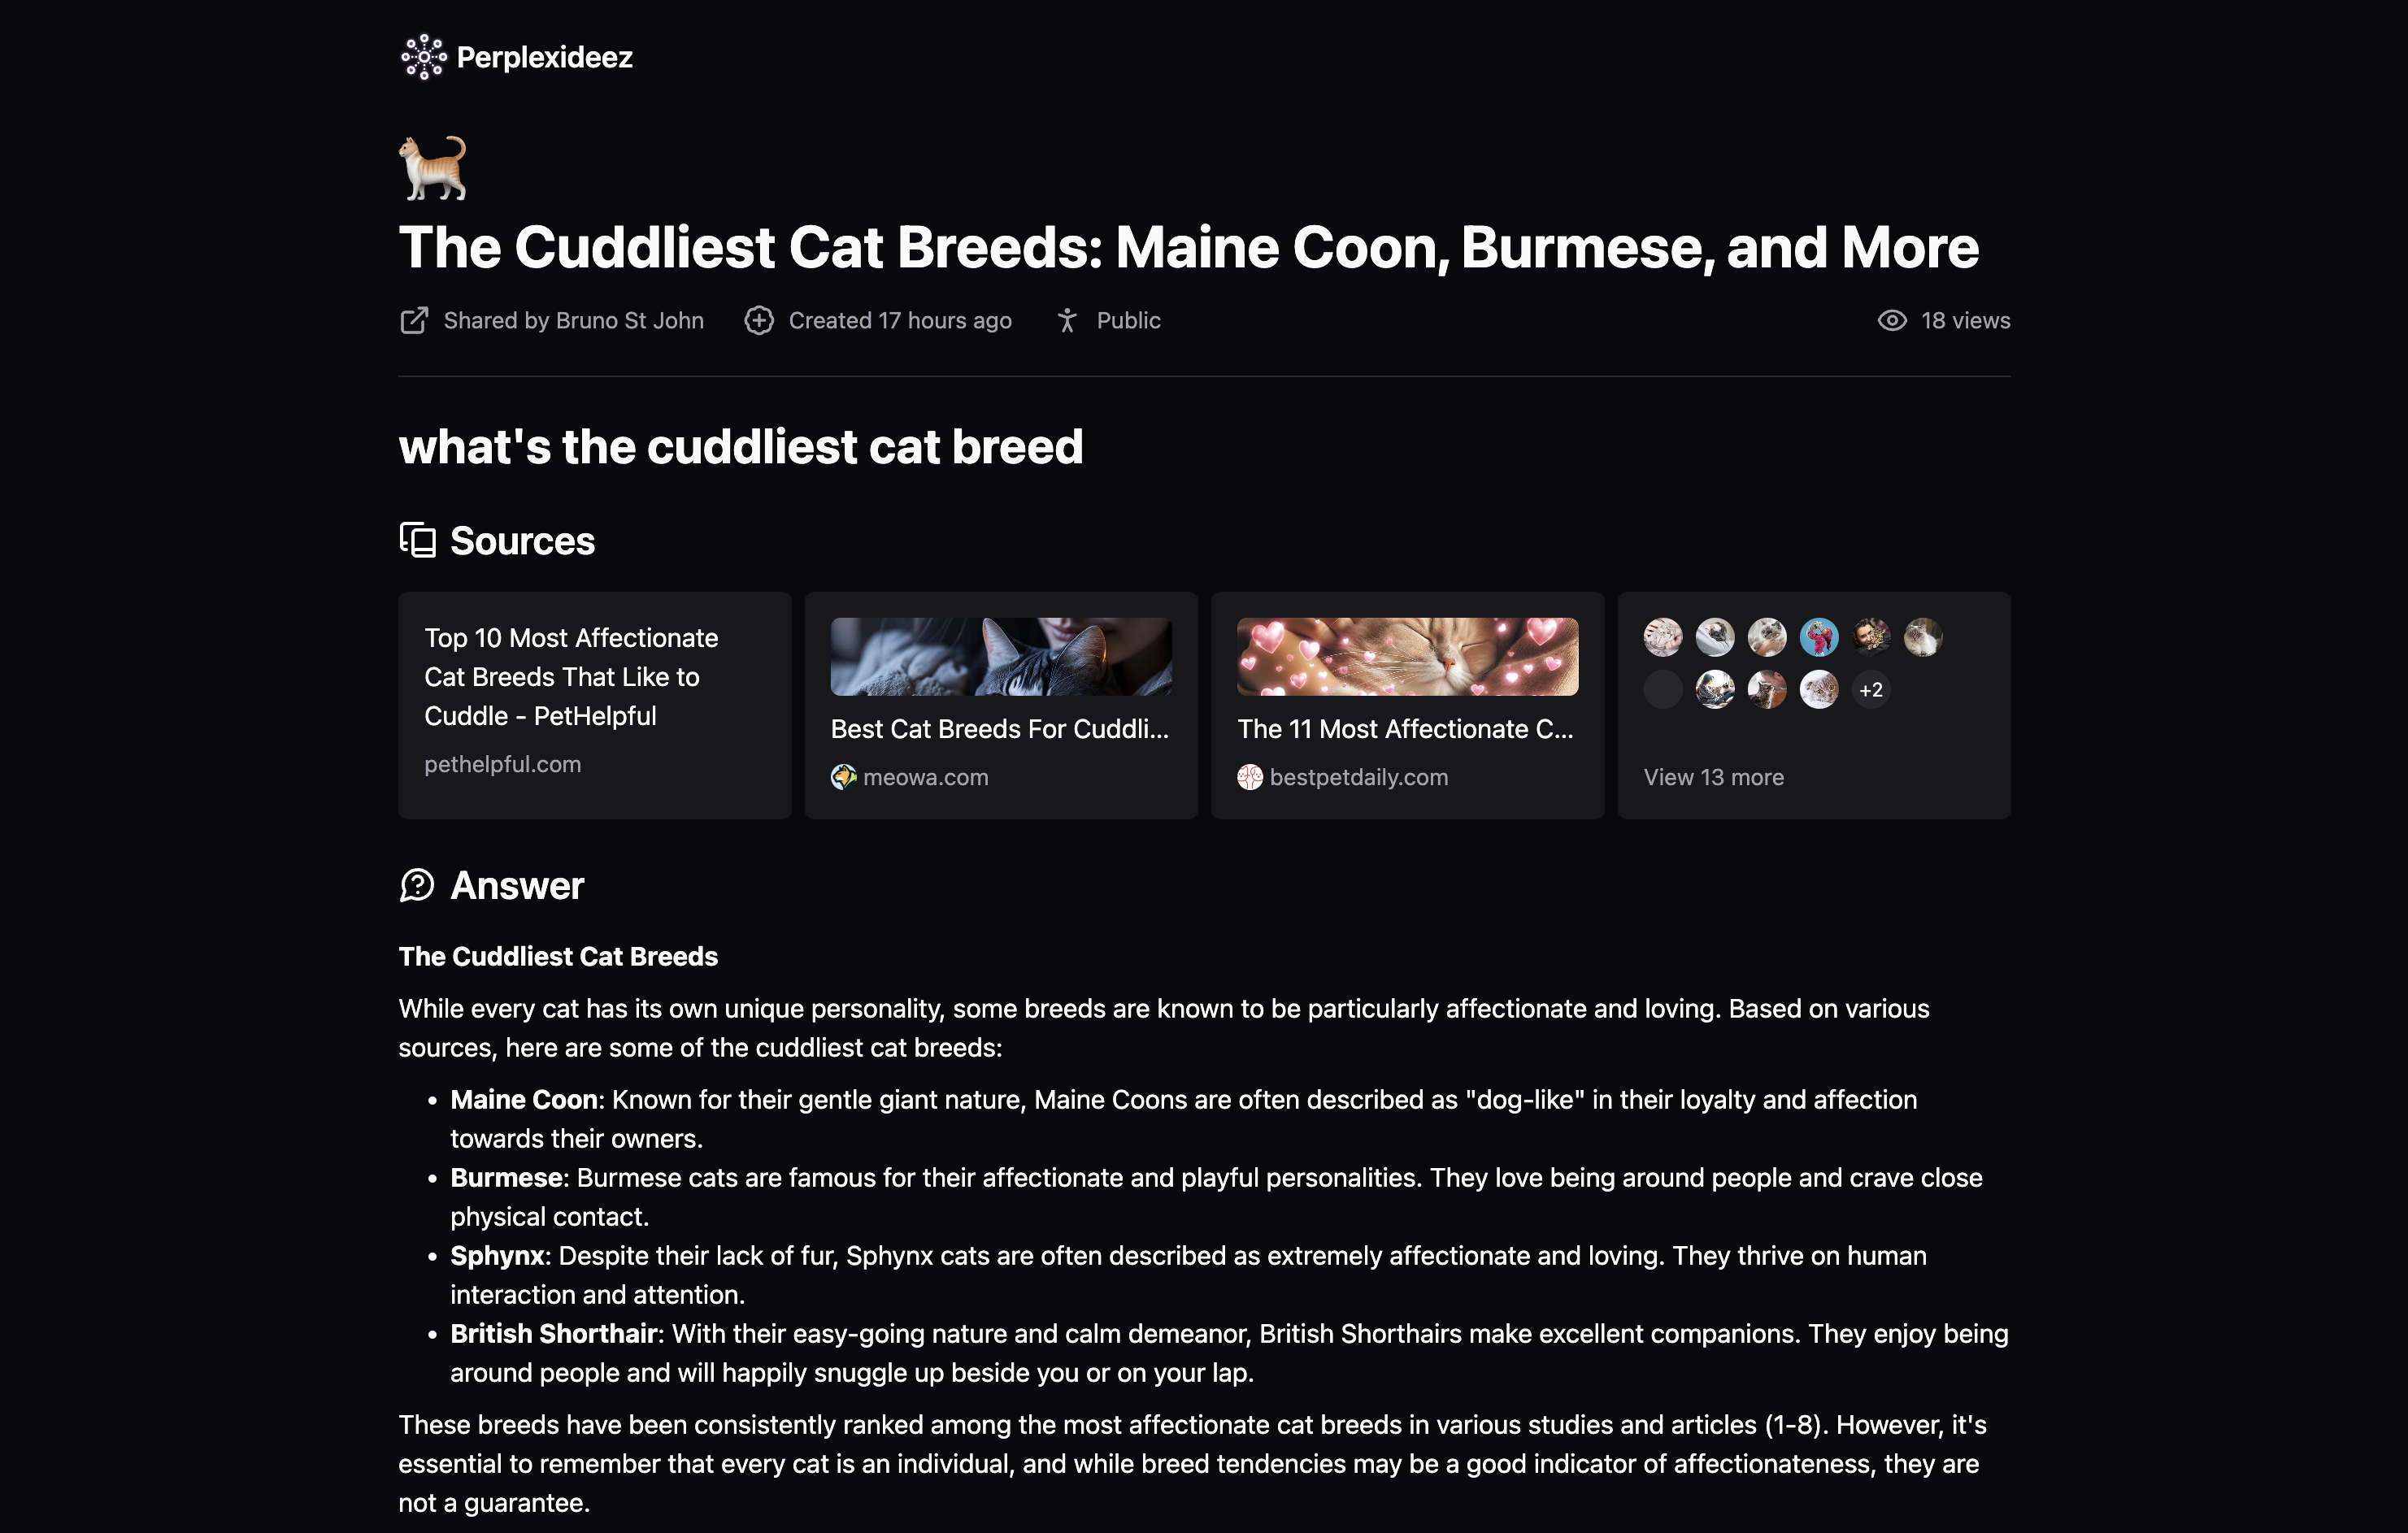 Perplexideez
The Cuddliest Cat Breeds: Maine Coon, Burmese, and More
Shared by Bruno St John
Created 17 hours ago
Public
18 views
what's the cuddliest cat breed
Sources
Top 10 Most Affectionate
Cat Breeds That Like to
Cuddle - PetHelpful
pethelpful.com
Best Cat Breeds For Cuddli...
meowa.com
The 11 Most Affectionate C...
bestpetdaily.com
+2
View 13 more
Answer
The Cuddliest Cat Breeds
While every cat has its own unique personality, some breeds are known to be particularly affectionate and loving. Based on various
sources, here are some of the cuddliest cat breeds:
• Maine Coon: Known for their gentle giant nature, Maine Coons are often described as "dog-like" in their loyalty and affection
towards their owners.
• Burmese: Burmese cats are famous for their affectionate and playful personalities. They love being around people and crave close
physical contact.
• Sphynx: Despite their lack of fur, Sphynx cats are often described as extremely affectionate and loving. They thrive on human
interaction and attention.
• British Shorthair: With their easy-going nature and calm demeanor, British Shorthairs make excellent companions. They enjoy being
around people and will happily snuggle up beside you or on your lap.
These breeds have been consistently ranked among the most affectionate cat breeds in various studies and articles (1-8). However, it's
essential to remember that every cat is an individual, and while breed tendencies may be a good indicator of affectionateness, they are
not a guarantee.